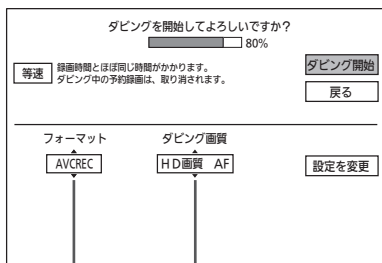 ダビングを開始してよろしいですか？
80%
等速
録画時間とほぼ同じ時間がかかります。
ダビング中の予約録画は、取り消されます。
ダビング開始
戻る
フォーマット
ダビング画質
AVCREC
HD画質 AF
設定を変更